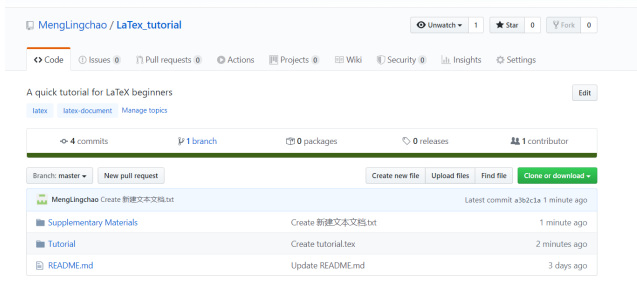 MengLingchao / LaTex_tutorial
Unwatch 1 Star 0 Fork 0
Code Issues 0 Pull requests 0 Actions Projects 0 Wiki Security 0 Insights Settings
A quick tutorial for LaTeX beginners
Edit
latex latex-document Manage topics
4 commits 1 branch 0 packages 0 releases 1 contributor
Branch: master New pull request Create new file Upload files Find file Clone or download
MengLingchao Create 新建文本文档.txt Latest commit a3b2c1a 1 minute ago
Supplementary Materials Create 新建文本文档.txt 1 minute ago
Tutorial Create tutorial.tex 2 minutes ago
README.md Update README.md 3 days ago